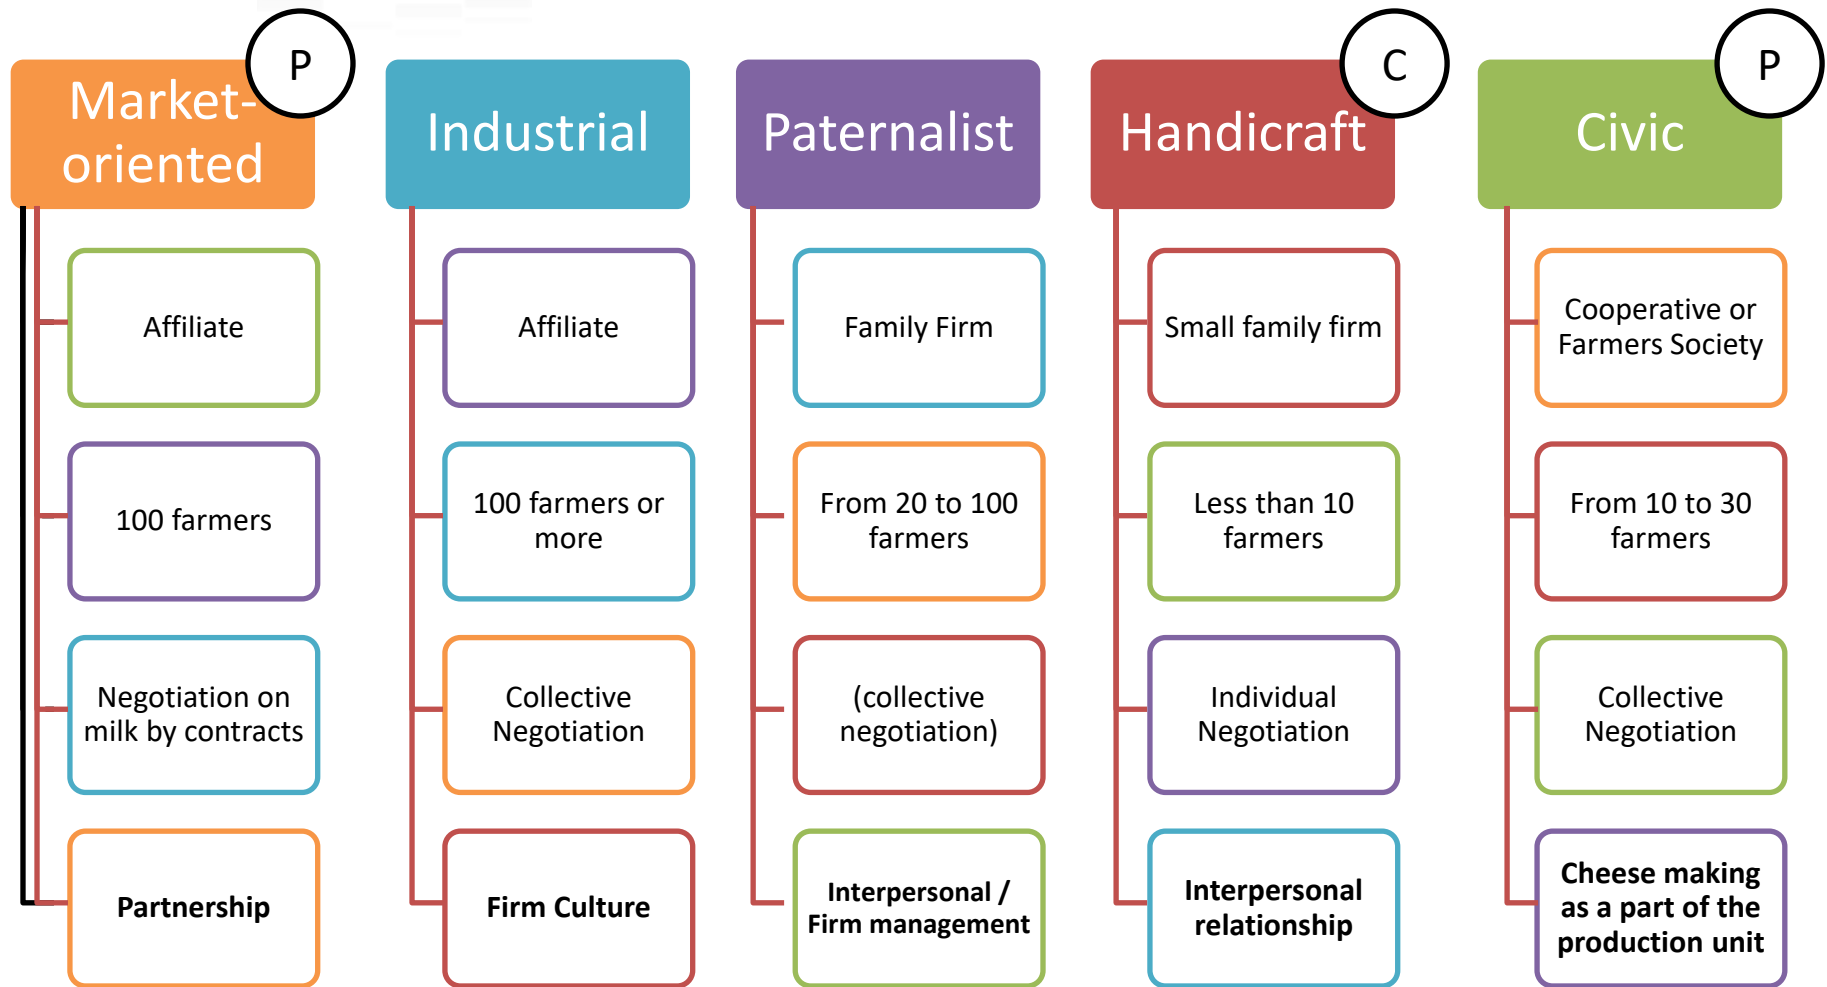 P
Market-
oriented
Affiliate
100 farmers
Negotiation on
milk by contracts
Partnership
Industrial
Affiliate
100 farmers or
more
Collective
Negotiation
Firm Culture
Paternalist
Family Firm
From 20 to 100
farmers
(collective
negotiation)
Interpersonal /
Firm management
C
Handicraft
Small family firm
Less than 10
farmers
Individual
Negotiation
Interpersonal
relationship
P
Civic
Cooperative or
Farmers Society
From 10 to 30
farmers
Collective
Negotiation
Cheese making
as a part of the
production unit